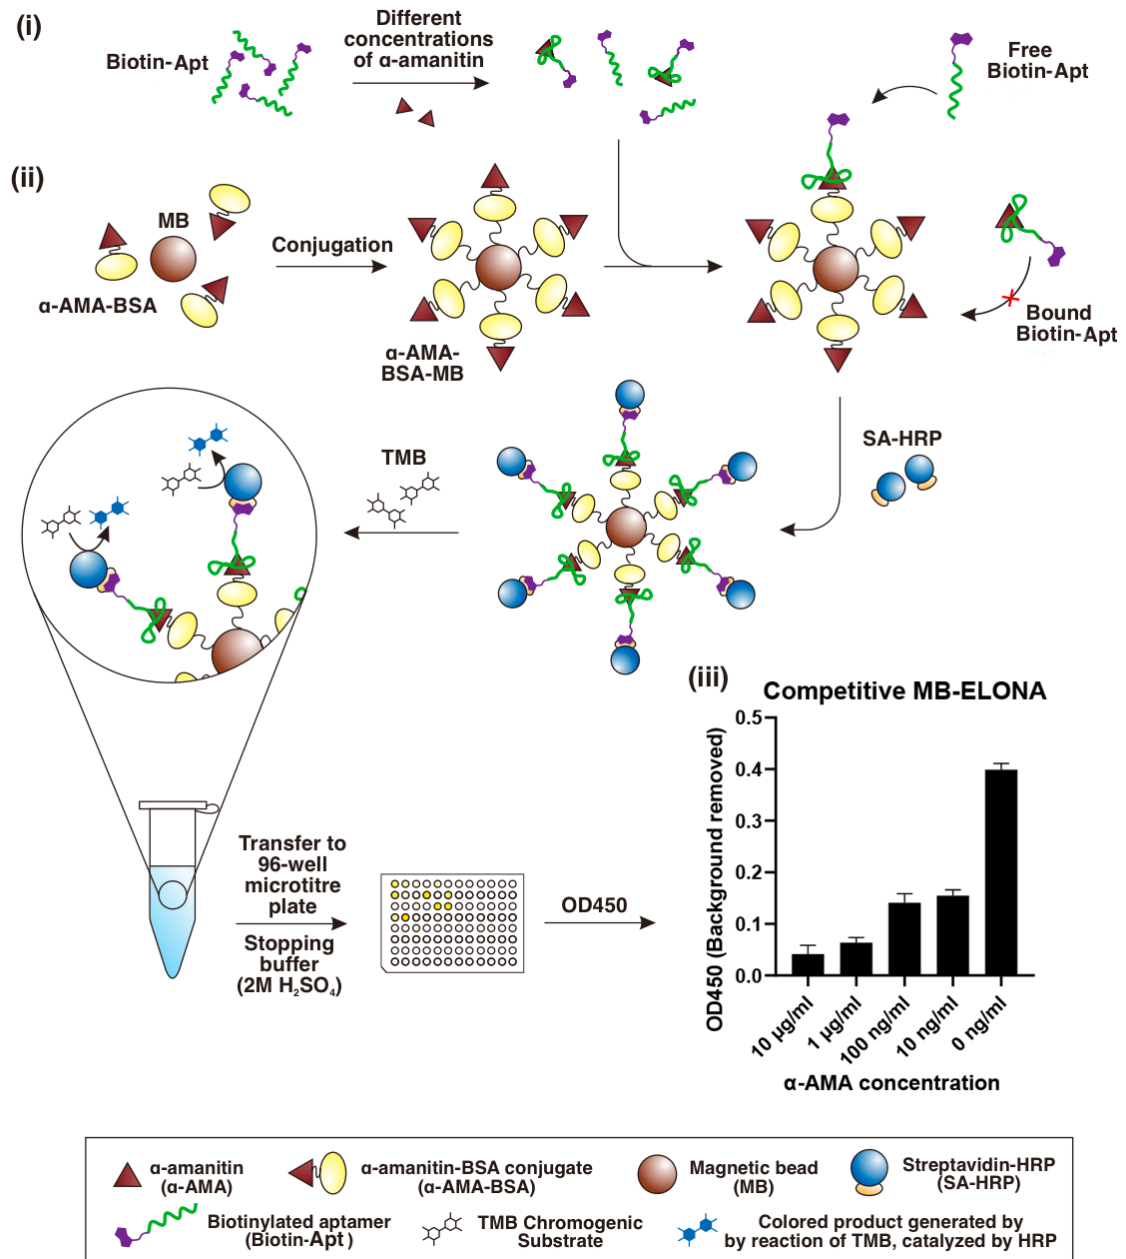 (i)
Biotin-Apt
Different
concentrations
of α-amanitin
Free
Biotin-Apt
(ii)
MB
α-AMA-BSA
Conjugation
α-AMA-
BSA-MB
Bound
Biotin-Apt
SA-HRP
TMB
Transfer to
96-well
microtitre
plate
Stopping
buffer
(2M H₂SO₄)
OD450
(iii)
Competitive MB-ELONA
OD450 (Background removed)
0.5
0.4
0.3
0.2
0.1
0.0
10 μg/ml
1 μg/ml
100 ng/ml
10 ng/ml
0 ng/ml
α-AMA concentration
α-amanitin
(α-AMA)
α-amanitin-BSA conjugate
(α-AMA-BSA)
Magnetic bead
(MB)
Streptavidin-HRP
(SA-HRP)
Biotinylated aptamer
(Biotin-Apt)
TMB Chromogenic
Substrate
Colored product generated by
by reaction of TMB, catalyzed by HRP